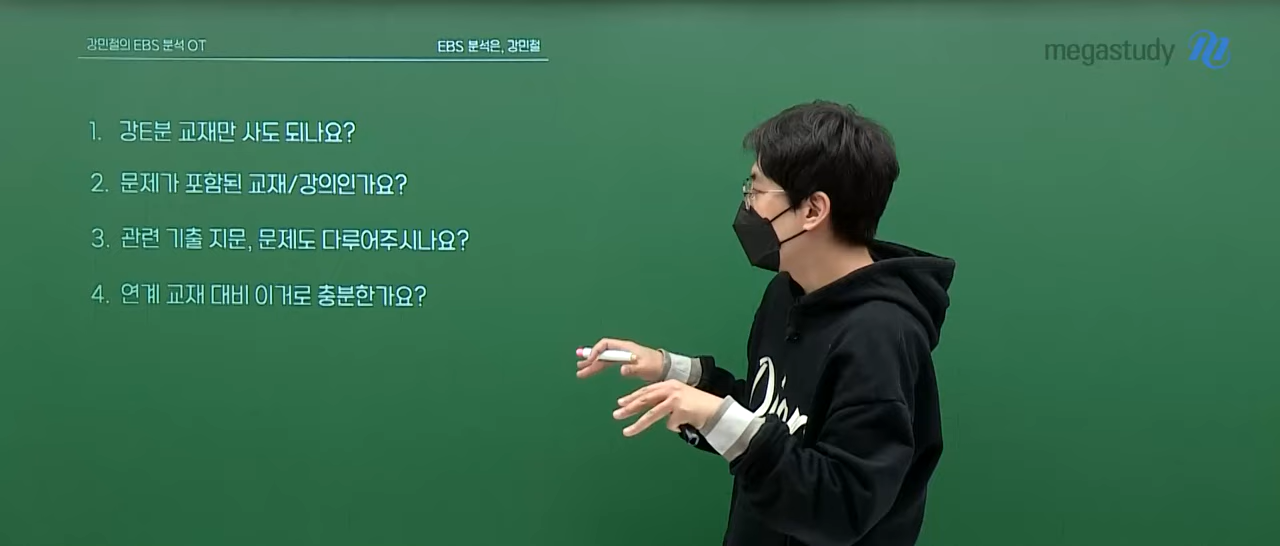 강민철의 EBS 분석 OT
EBS 분석은, 강민철
megastudy
1. 강E분 교재만 사도 되나요?
2. 문제가 포함된 교재/강의인가요?
3. 관련 기출 지문, 문제도 다루어주시나요?
4. 연계 교재 대비 이거로 충분한가요?